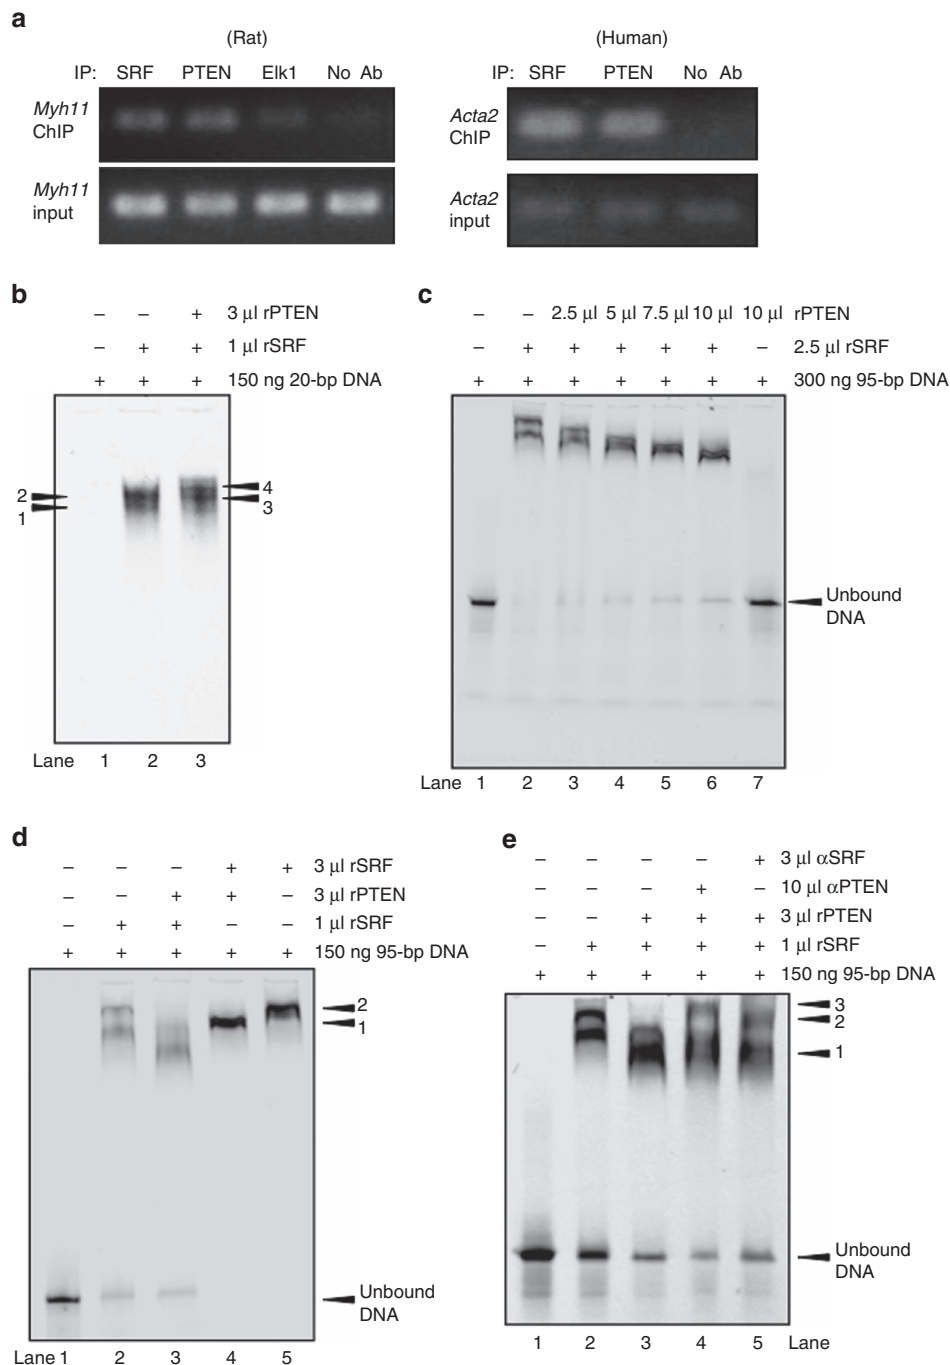 a
(Rat)
IP: SRF PTEN Elk1 No Ab
Myh11
ChIP
Myh11
input
(Human)
IP: SRF PTEN No Ab
Acta2
ChIP
Acta2
input
b
– – + 3 μl rPTEN
– + + 1 μl rSRF
+ + + 150 ng 20-bp DNA
2
1
4
3
Lane 1 2 3
c
– – 2.5 μl 5 μl 7.5 μl 10 μl 10 μl rPTEN
– + + + + + – 2.5 μl rSRF
+ + + + + + + 300 ng 95-bp DNA
Unbound
DNA
Lane 1 2 3 4 5 6 7
d
– – – + + 3 μl rSRF
– – + + – 3 μl rPTEN
– + + – – 1 μl rSRF
+ + + + + 150 ng 95-bp DNA
2
1
Unbound
DNA
Lane 1 2 3 4 5
e
– – – – + 3 μl αSRF
– – – + – 10 μl αPTEN
– – + + + 3 μl rPTEN
– + + + + 1 μl rSRF
+ + + + + 150 ng 95-bp DNA
3
2
1
Unbound
DNA
1 2 3 4 5 Lane